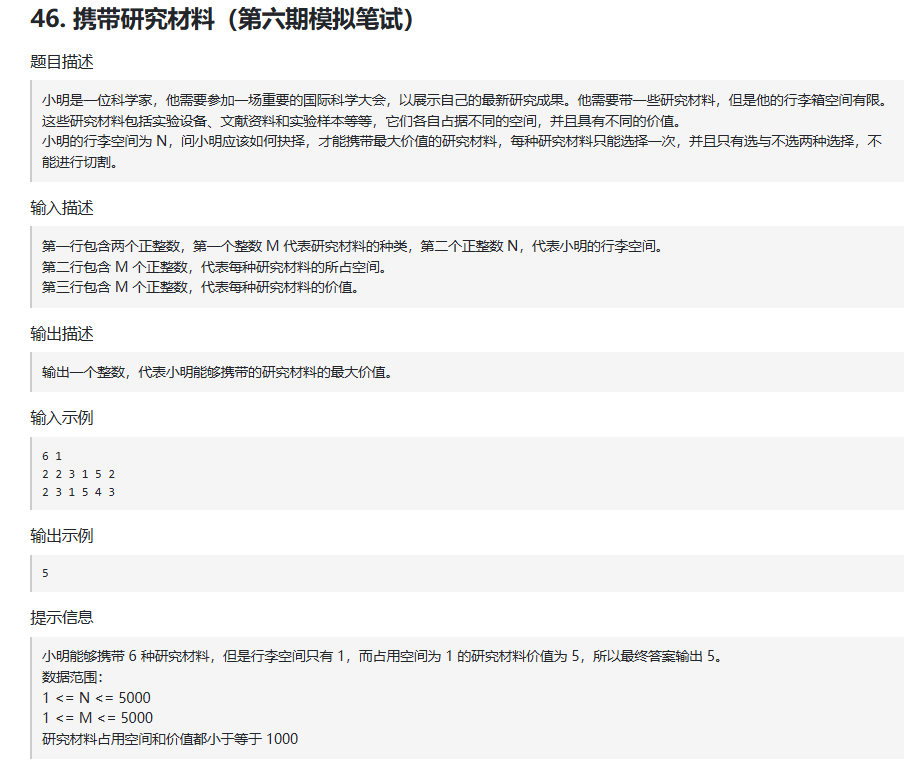 46. 携带研究材料（第六期模拟笔试）
题目描述
小明是一位科学家，他需要参加一场重要的国际科学大会，以展示自己的最新研究成果。他需要带一些研究材料，但是他的行李箱空间有限。
这些研究材料包括实验设备、文献资料和实验样本等等，它们各自占据不同的空间，并且具有不同的价值。
小明的行李空间为 N，问小明应该如何抉择，才能携带最大价值的研究材料，每种研究材料只能选择一次，并且只有选与不选两种选择，不
能进行切割。
输入描述
第一行包含两个正整数，第一个整数 M 代表研究材料的种类，第二个正整数 N，代表小明的行李空间。
第二行包含 M 个正整数，代表每种研究材料的所占空间。
第三行包含 M 个正整数，代表每种研究材料的价值。
输出描述
输出一个整数，代表小明能够携带的研究材料的最大价值。
输入示例
6 1
2 2 3 1 5 2
2 3 1 5 4 3
输出示例
5
提示信息
小明能够携带 6 种研究材料，但是行李空间只有 1，而占用空间为 1 的研究材料价值为 5，所以最终答案输出 5。
数据范围：
1 <= N <= 5000
1 <= M <= 5000
研究材料占用空间和价值都小于等于 1000